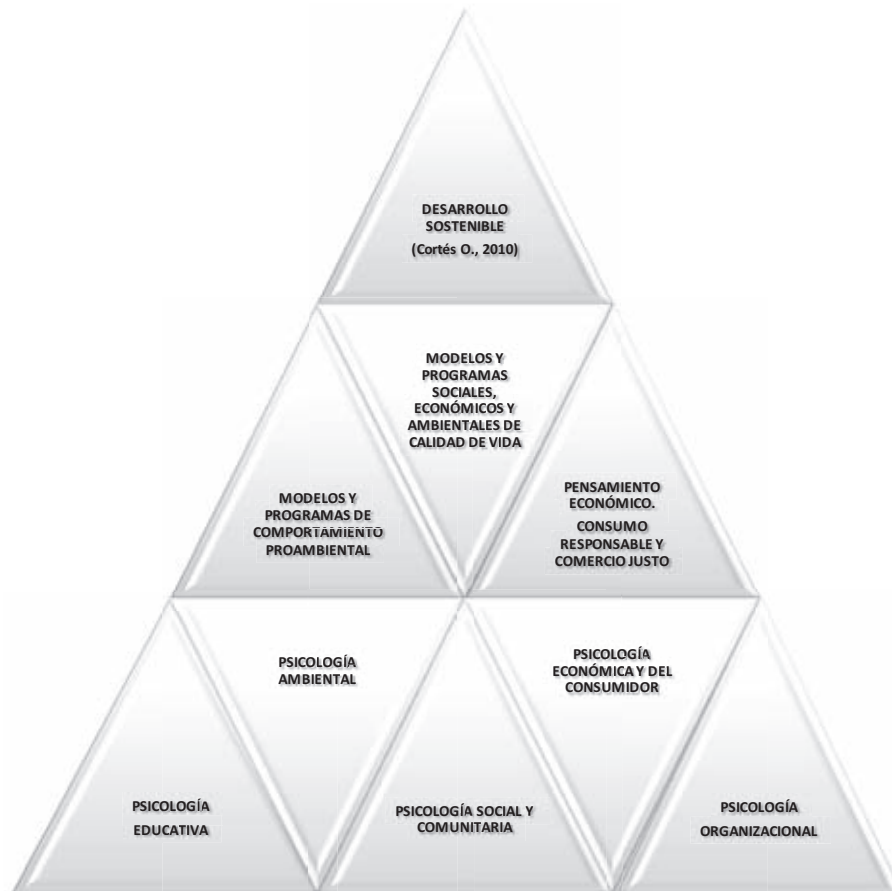 DESARROLLO
SOSTENIBLE
(Cortés O., 2010)
MODELOS Y
PROGRAMAS
SOCIALES,
ECONÓMICOS Y
AMBIENTALES DE
CALIDAD DE VIDA
MODELOS Y
PROGRAMAS DE
COMPORTAMIENTO
PROAMBIENTAL
PENSAMIENTO
ECONÓMICO.
CONSUMO
RESPONSABLE Y
COMERCIO JUSTO
PSICOLOGÍA
AMBIENTAL
PSICOLOGÍA
ECONÓMICA Y DEL
CONSUMIDOR
PSICOLOGÍA
EDUCATIVA
PSICOLOGÍA SOCIAL Y
COMUNITARIA
PSICOLOGÍA
ORGANIZACIONAL